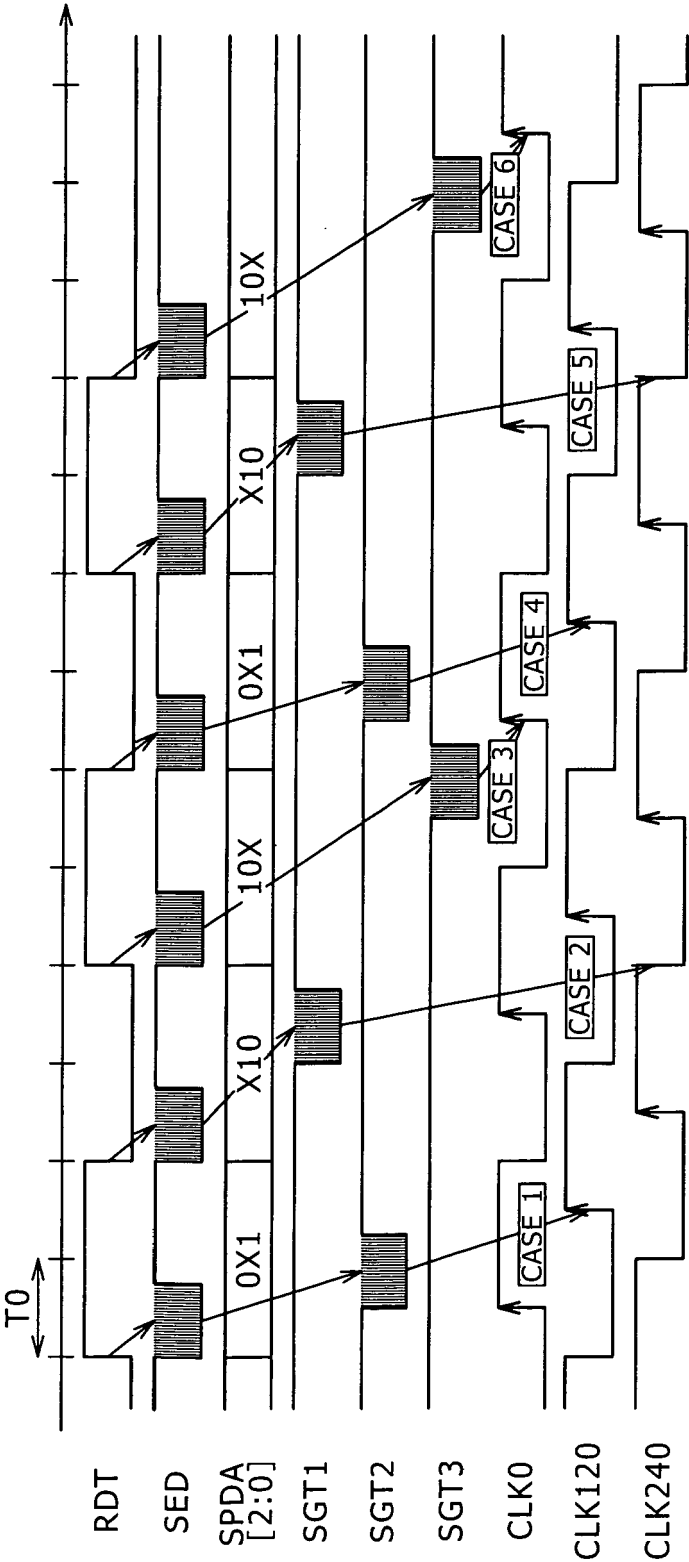 T0
RDT
SED
SPDA
[2:0]
0X1
X10
10X
0X1
X10
10X
SGT1
SGT2
SGT3
CLK0
CLK120
CLK240
CASE 1
CASE 2
CASE 3
CASE 4
CASE 5
CASE 6